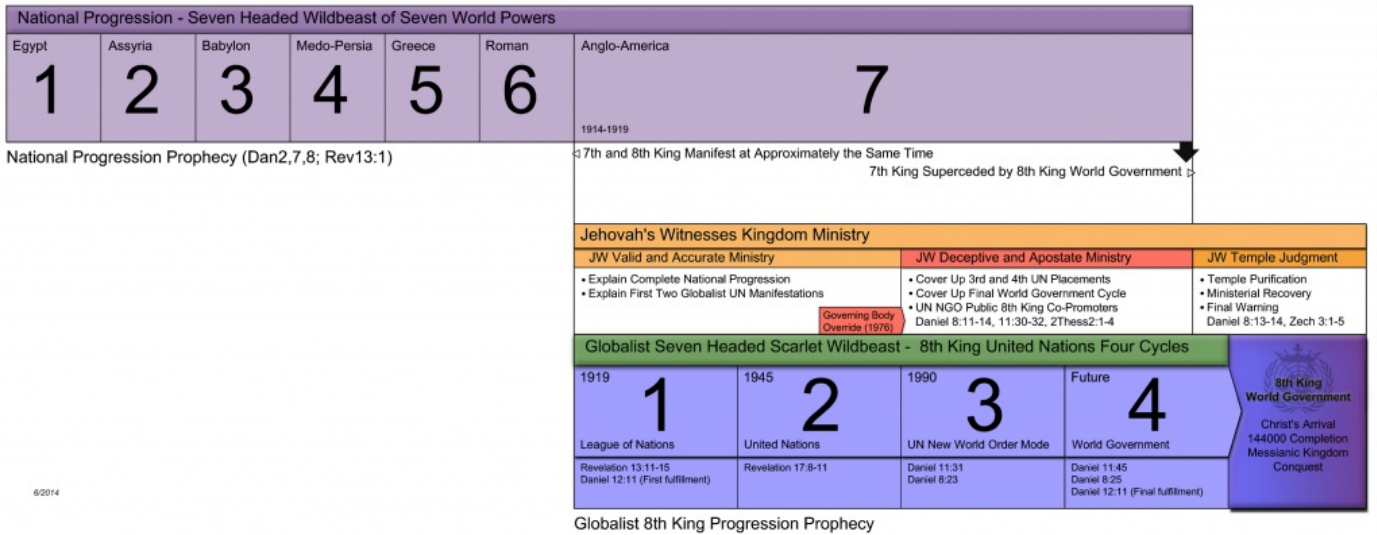 National Progression - Seven Headed Wildbeast of Seven World Powers
Egypt
1
Assyria
2
Babylon
3
Medo-Persia
4
Greece
5
Roman
6
Anglo-America
7
1914-1919
National Progression Prophecy (Dan2,7,8; Rev13:1)
7th and 8th King Manifest at Approximately the Same Time
7th King Superceded by 8th King World Government
Jehovah's Witnesses Kingdom Ministry
JW Valid and Accurate Ministry
• Explain Complete National Progression
• Explain First Two Globalist UN Manifestations
Governing Body
Override (1976)
JW Deceptive and Apostate Ministry
• Cover Up 3rd and 4th UN Placements
• Cover Up Final World Government Cycle
• UN NGO Public 8th King Co-Promoters
Daniel 8:11-14, 11:30-32, 2Thess2:1-4
JW Temple Judgment
• Temple Purification
• Ministerial Recovery
• Final Warning
Daniel 8:13-14, Zech 3:1-5
Globalist Seven Headed Scarlet Wildbeast - 8th King United Nations Four Cycles
1919
1
League of Nations
Revelation 13:11-15
Daniel 12:11 (First fulfillment)
1945
2
United Nations
Revelation 17:8-11
1990
3
UN New World Order Mode
Daniel 11:31
Daniel 8:23
Future
4
World Government
Daniel 11:45
Daniel 8:25
Daniel 12:11 (Final fulfillment)
8th King
World Government
Christ's Arrival
144000 Completion
Messianic Kingdom
Conquest
6/2014
Globalist 8th King Progression Prophecy